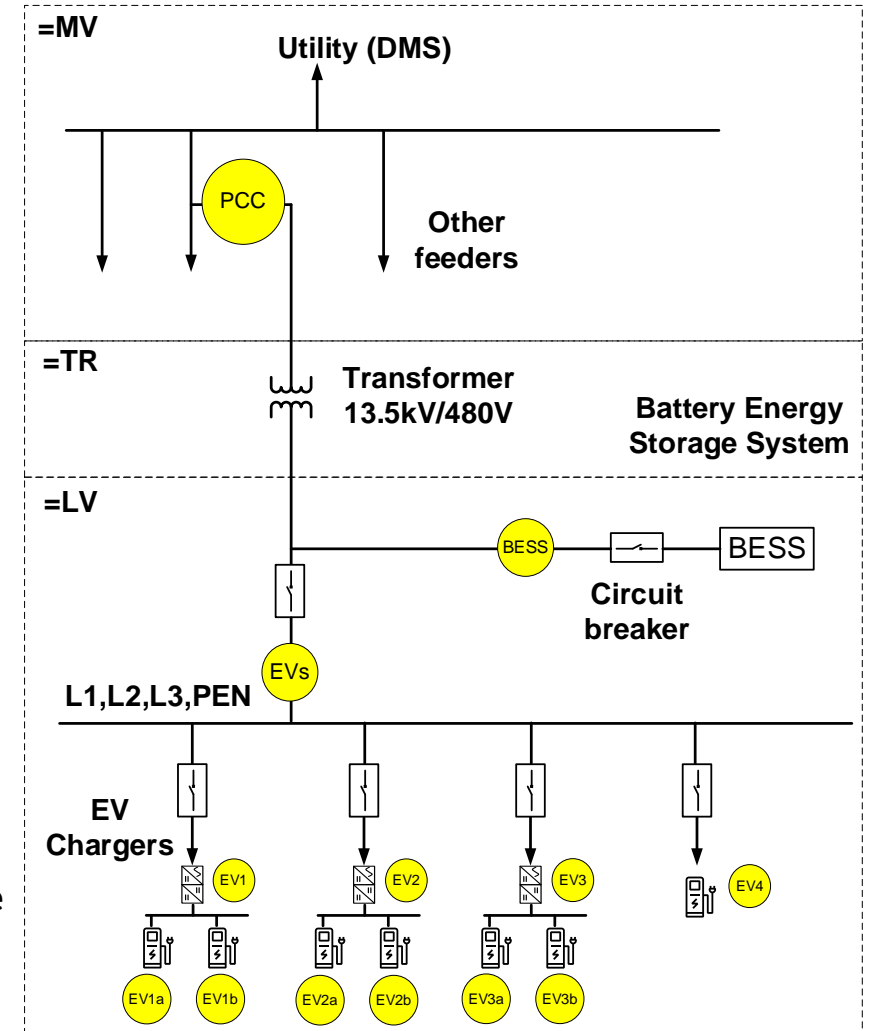 =MV
Utility (DMS)
PCC
Other
feeders
=TR
Transformer
13.5kV/480V
Battery Energy
Storage System
=LV
BESS
BESS
Circuit
breaker
EVs
L1,L2,L3,PEN
EV
Chargers
EV1
EV2
EV3
EV4
e
EV1a
EV1b
EV2a
EV2b
EV3a
EV3b